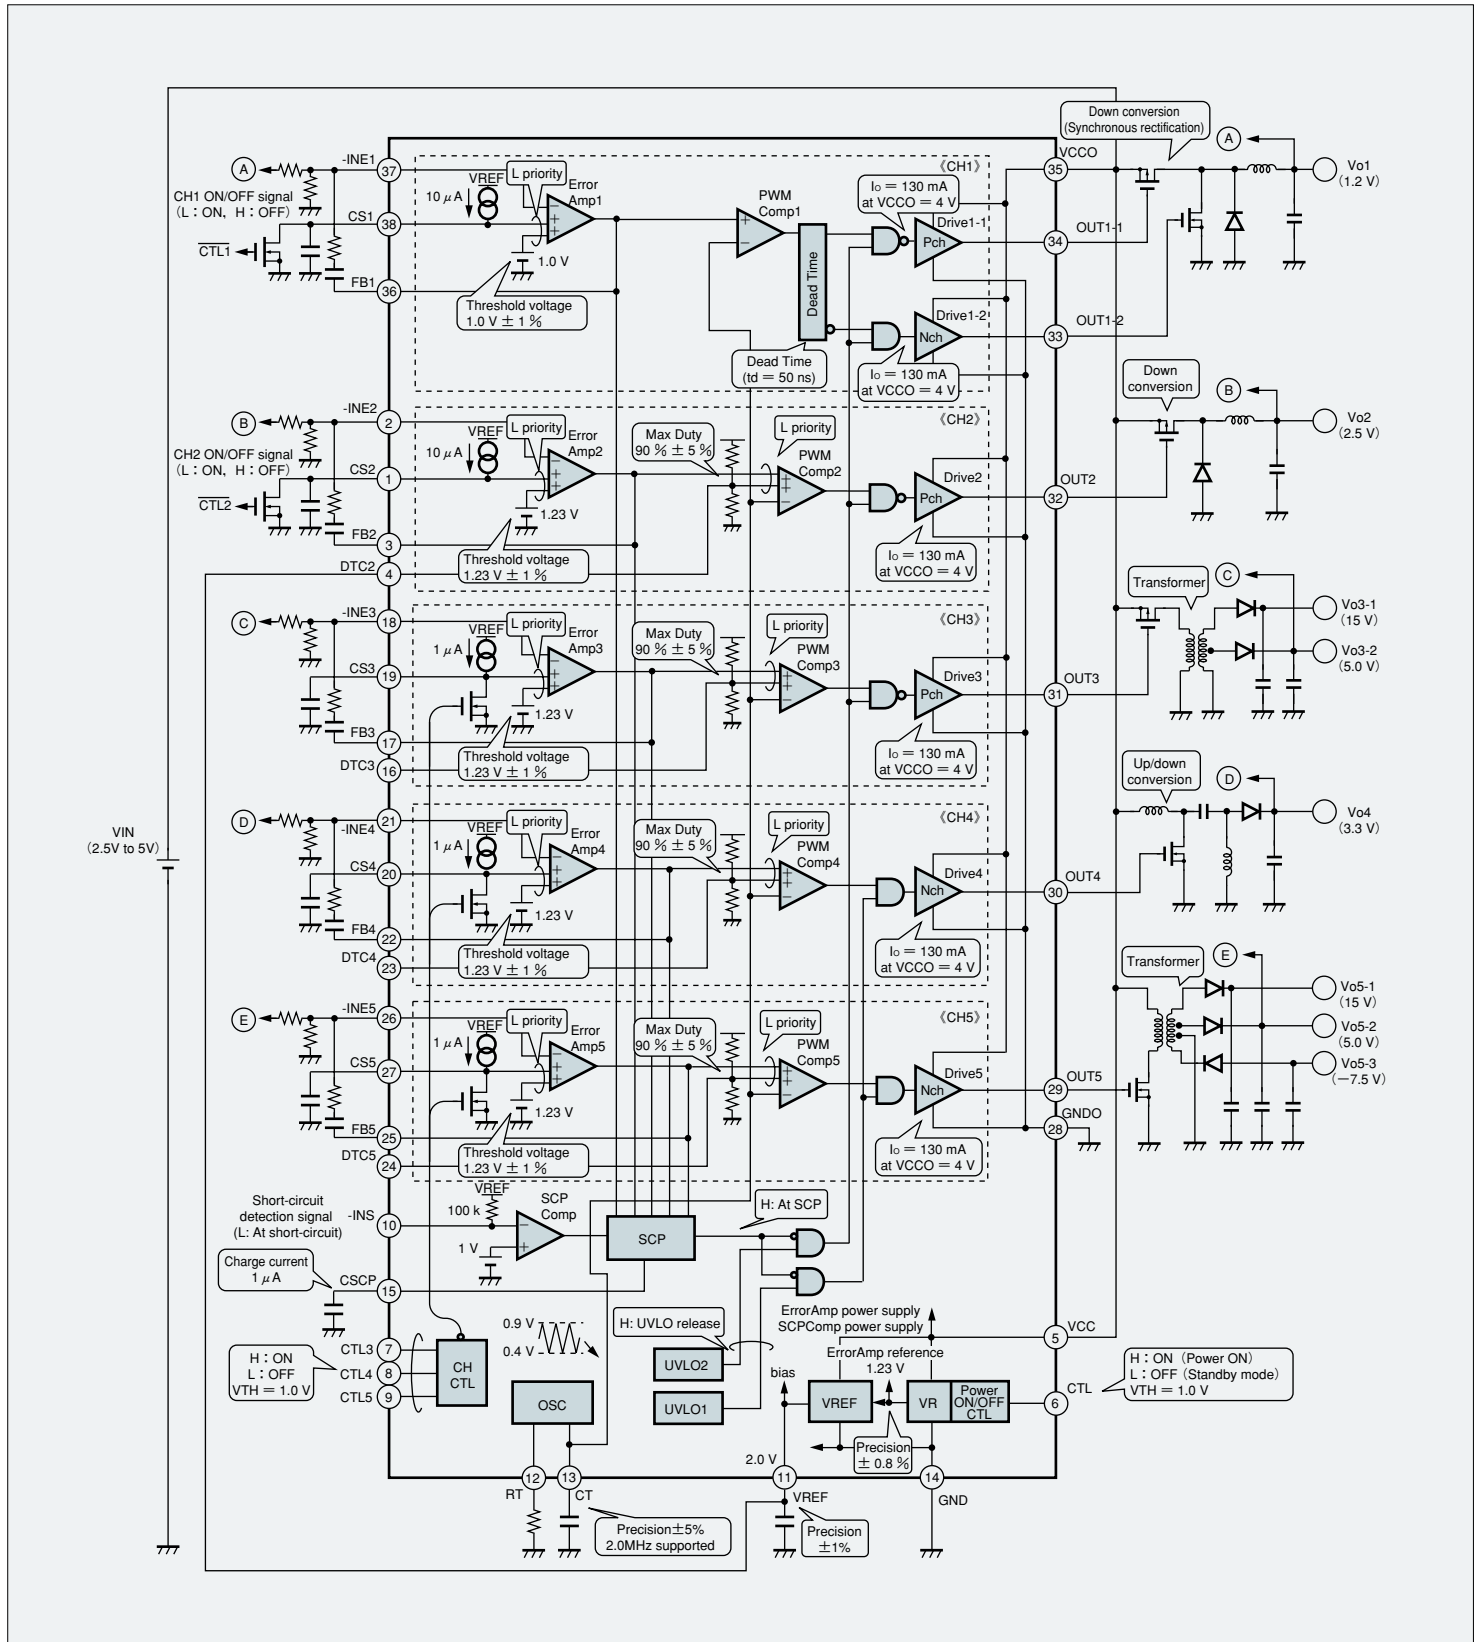 Down conversion
(Synchronous rectification)
A
VCCO
35
Vo1
(1.2 V)
A
-INE1
37
CH1 ON/OFF signal
(L：ON, H：OFF)
CS1
38
CTL1
FB1
36
VREF
10 μA
L priority
Error
Amp1
1.0 V
Threshold voltage
1.0 V ± 1 %
PWM
Comp1
Dead Time
Dead Time
(td = 50 ns)
《CH1》
IO = 130 mA
at VCCO = 4 V
Drive1-1
Pch
34
OUT1-1
Drive1-2
Nch
33
OUT1-2
IO = 130 mA
at VCCO = 4 V
Down
conversion
B
Vo2
(2.5 V)
B
-INE2
2
CH2 ON/OFF signal
(L：ON, H：OFF)
CS2
1
CTL2
FB2
3
DTC2
4
VREF
10 μA
L priority
Error
Amp2
1.23 V
Threshold voltage
1.23 V ± 1 %
Max Duty
90 % ± 5 %
L priority
PWM
Comp2
《CH2》
Drive2
Pch
32
OUT2
IO = 130 mA
at VCCO = 4 V
Transformer
C
Vo3-1
(15 V)
Vo3-2
(5.0 V)
C
-INE3
18
CS3
19
FB3
17
DTC3
16
VREF
1 μA
L priority
Error
Amp3
1.23 V
Threshold voltage
1.23 V ± 1 %
Max Duty
90 % ± 5 %
L priority
PWM
Comp3
《CH3》
Drive3
Pch
31
OUT3
IO = 130 mA
at VCCO = 4 V
Up/down
conversion
D
Vo4
(3.3 V)
VIN
(2.5V to 5V)
D
21
-INE4
CS4
20
FB4
22
DTC4
23
VREF
1 μA
L priority
Error
Amp4
1.23 V
Threshold voltage
1.23 V ± 1 %
Max Duty
90 % ± 5 %
L priority
PWM
Comp4
《CH4》
Drive4
Nch
30
OUT4
IO = 130 mA
at VCCO = 4 V
Transformer
E
Vo5-1
(15 V)
Vo5-2
(5.0 V)
Vo5-3
(−7.5 V)
E
-INE5
26
CS5
27
FB5
25
DTC5
24
VREF
1 μA
L priority
Error
Amp5
1.23 V
Threshold voltage
1.23 V ± 1 %
Max Duty
90 % ± 5 %
L priority
PWM
Comp5
《CH5》
Drive5
Nch
29
OUT5
GNDO
28
IO = 130 mA
at VCCO = 4 V
Short-circuit
detection signal
(L: At short-circuit)
-INS
10
VREF
100 k
1 V
SCP
Comp
SCP
H: At SCP
Charge current
1 μA
CSCP
15
H：ON
L：OFF
VTH = 1.0 V
CTL3
7
CTL4
8
CTL5
9
CH
CTL
0.9 V
0.4 V
OSC
H: UVLO release
UVLO2
UVLO1
ErrorAmp power supply
SCPComp power supply
ErrorAmp reference
1.23 V
bias
VREF
VR
Power
ON/OFF
CTL
5
VCC
6
CTL
H：ON (Power ON)
L：OFF (Standby mode)
VTH = 1.0 V
Precision
± 0.8 %
2.0 V
12
RT
13
CT
11
VREF
14
GND
Precision±5%
2.0MHz supported
Precision
±1%